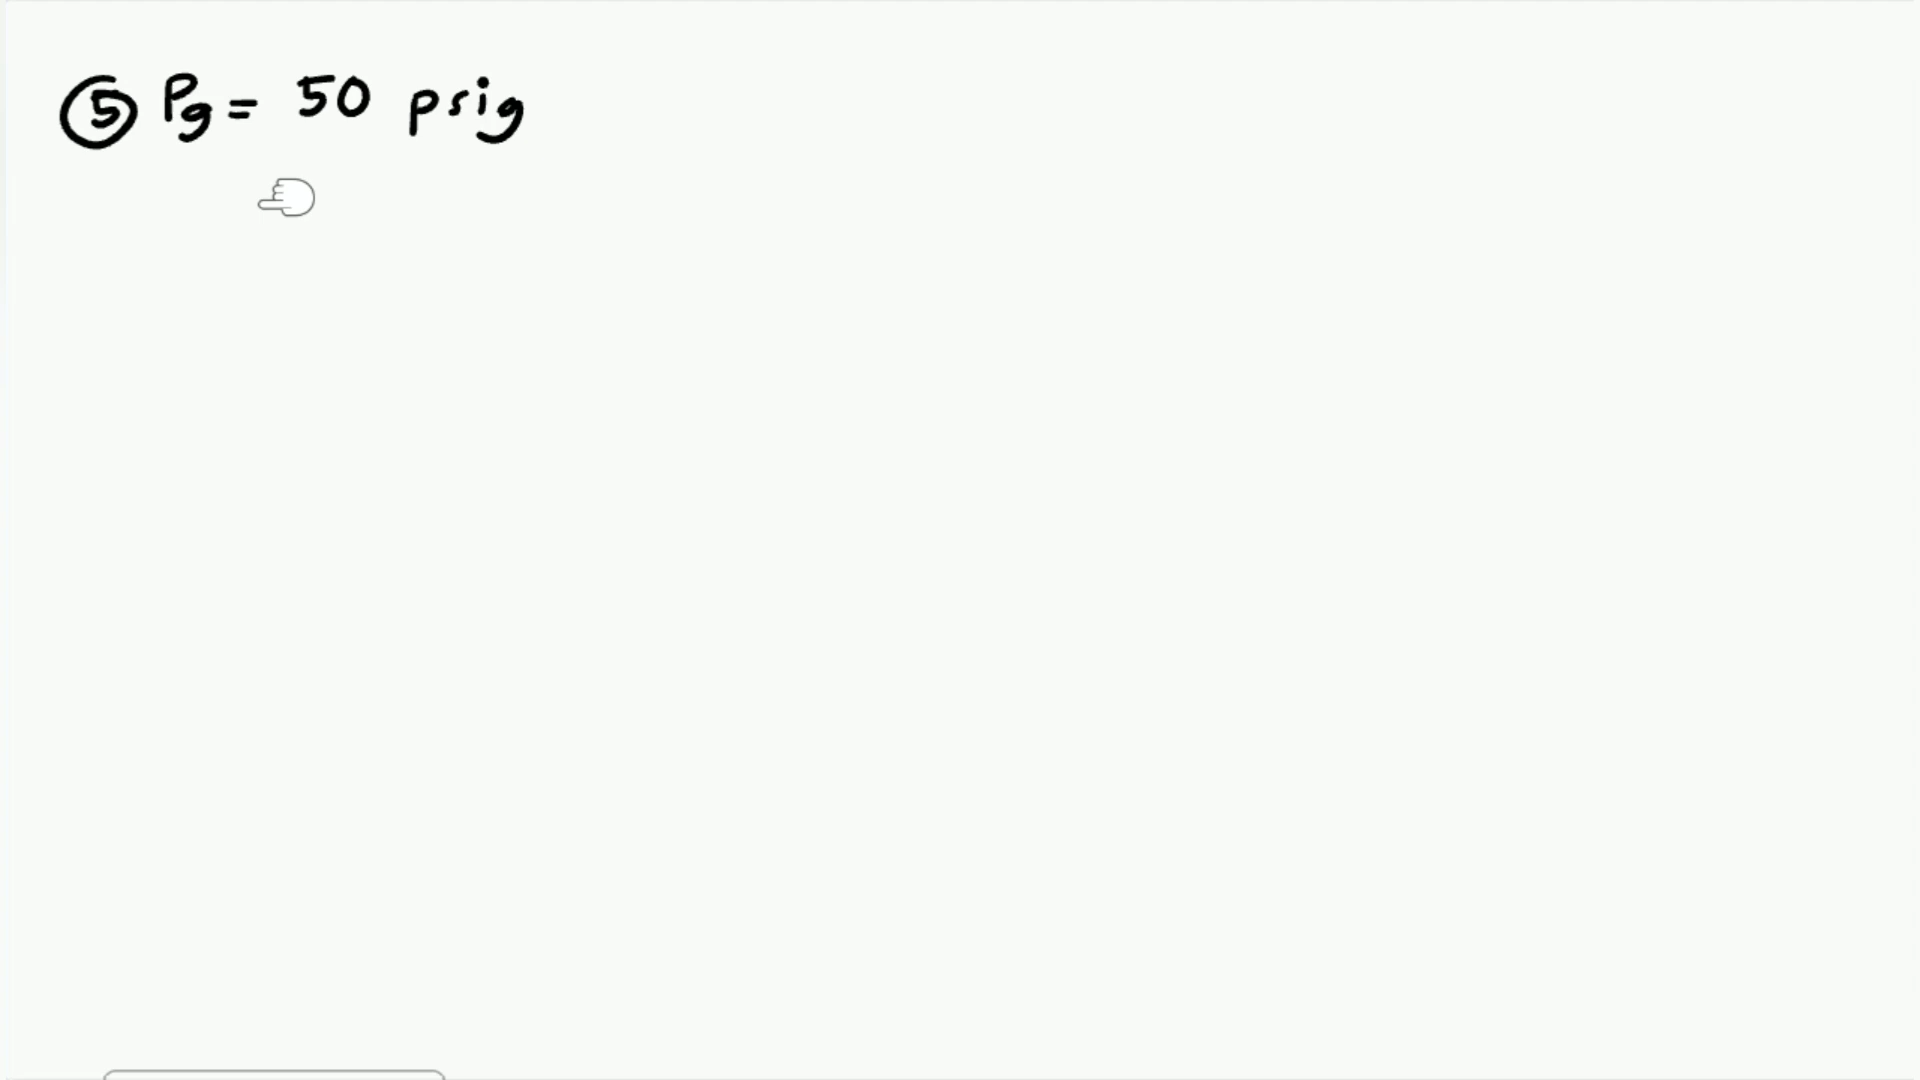 ⑤ Pg = 50 psig